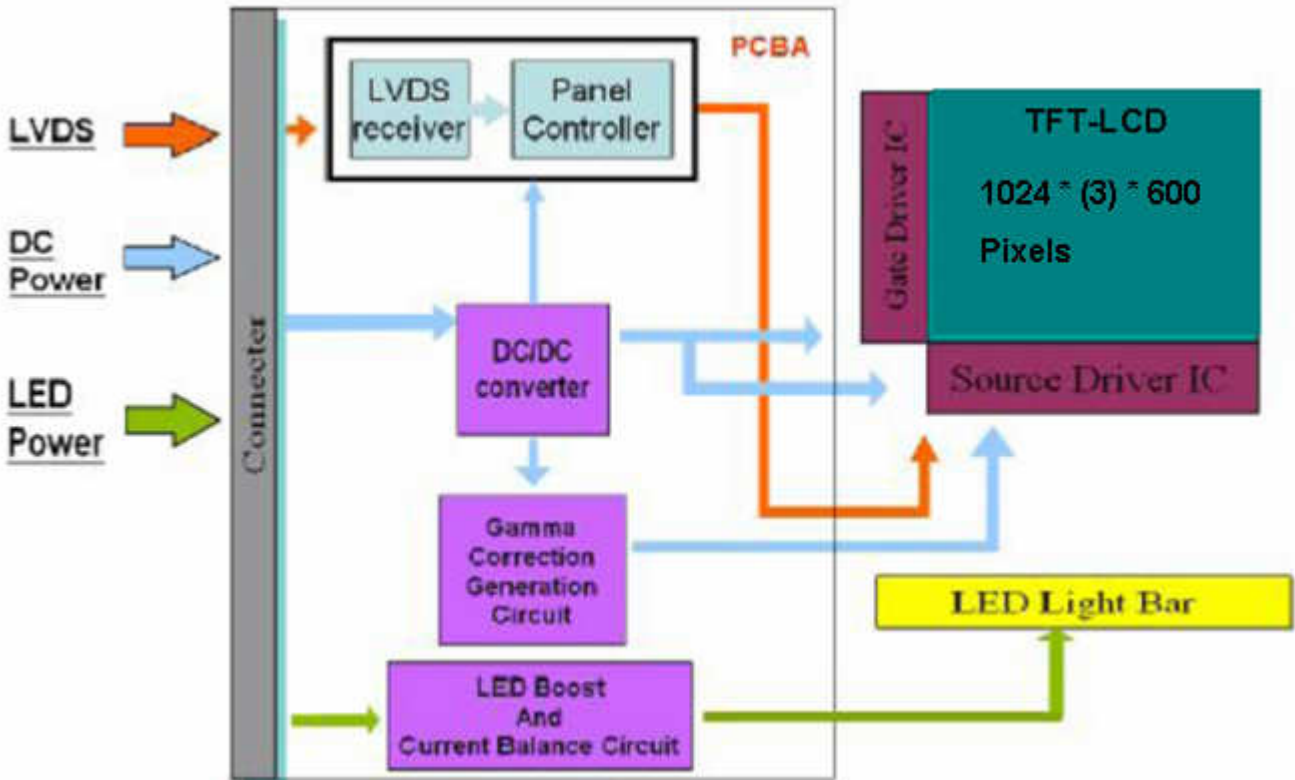 PCBA
LVDS
receiver
Panel
Controller
LVDS
DC
Power
LED
Power
Connecter
DC/DC
converter
Gamma
Correction
Generation
Circuit
LED Boost
And
Current Balance Circuit
Gate Driver IC
TFT-LCD
1024 * (3) * 600
Pixels
Source Driver IC
LED Light Bar